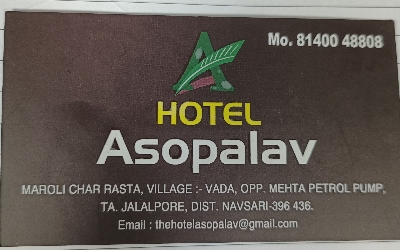 Mo. 81400 48808
HOTEL
Asopalav
MAROLI CHAR RASTA, VILLAGE :- VADA, OPP. MEHTA PETROL PUMP,
TA. JALALPORE, DIST. NAVSARI-396 436.
Email : thehotelasopalav@gmail.com